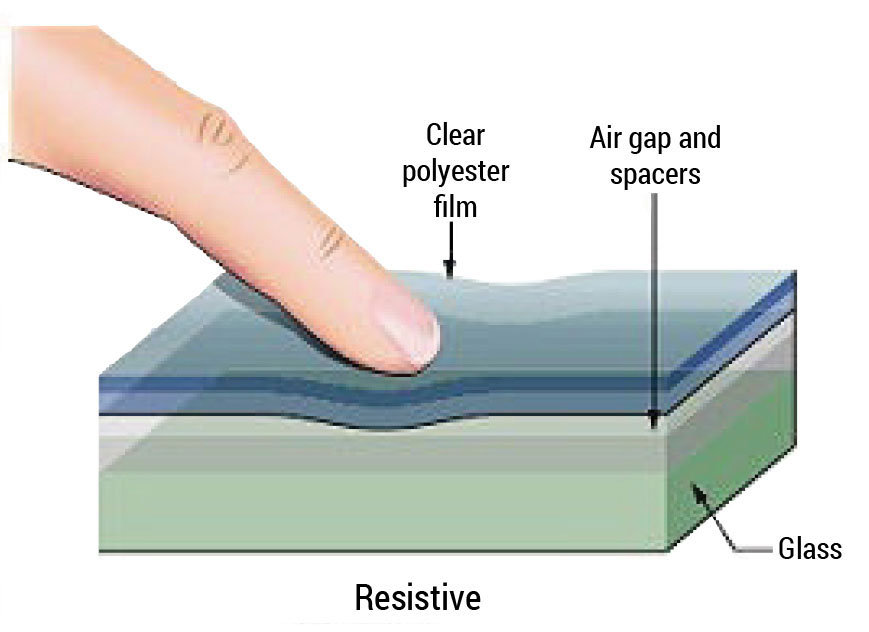 Clear
polyester
film
Air gap and
spacers
Glass
Resistive